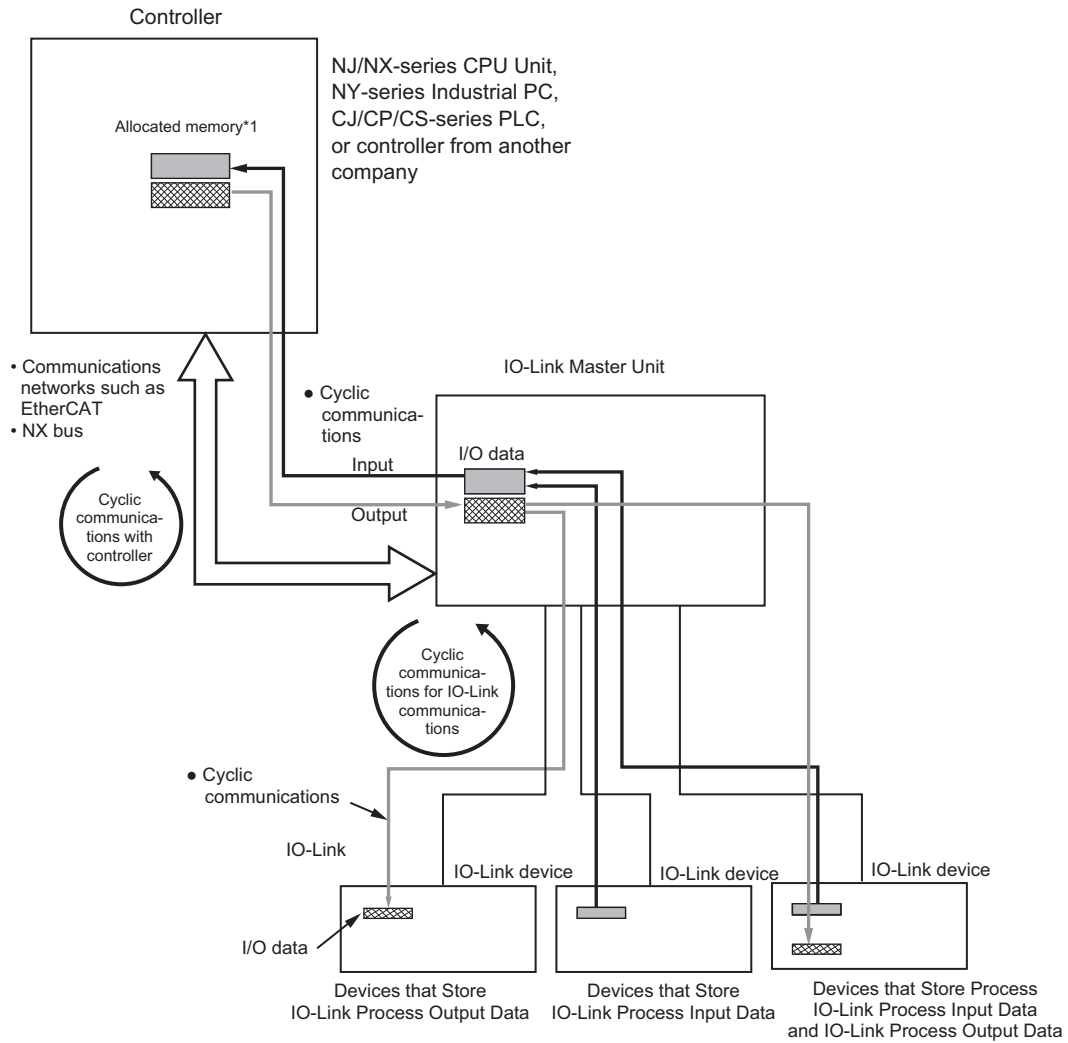 Controller
NJ/NX-series CPU Unit,
NY-series Industrial PC,
CJ/CP/CS-series PLC,
or controller from another
company
Allocated memory*1
• Communications
networks such as
EtherCAT
• NX bus
Cyclic
communica-
tions with
controller
● Cyclic
communica-
tions
Input
Output
IO-Link Master Unit
I/O data
Cyclic
communica-
tions for IO-Link
communica-
tions
● Cyclic
communications
IO-Link
IO-Link device
IO-Link device
IO-Link device
I/O data
Devices that Store
IO-Link Process Output Data
Devices that Store
IO-Link Process Input Data
Devices that Store Process
IO-Link Process Input Data
and IO-Link Process Output Data